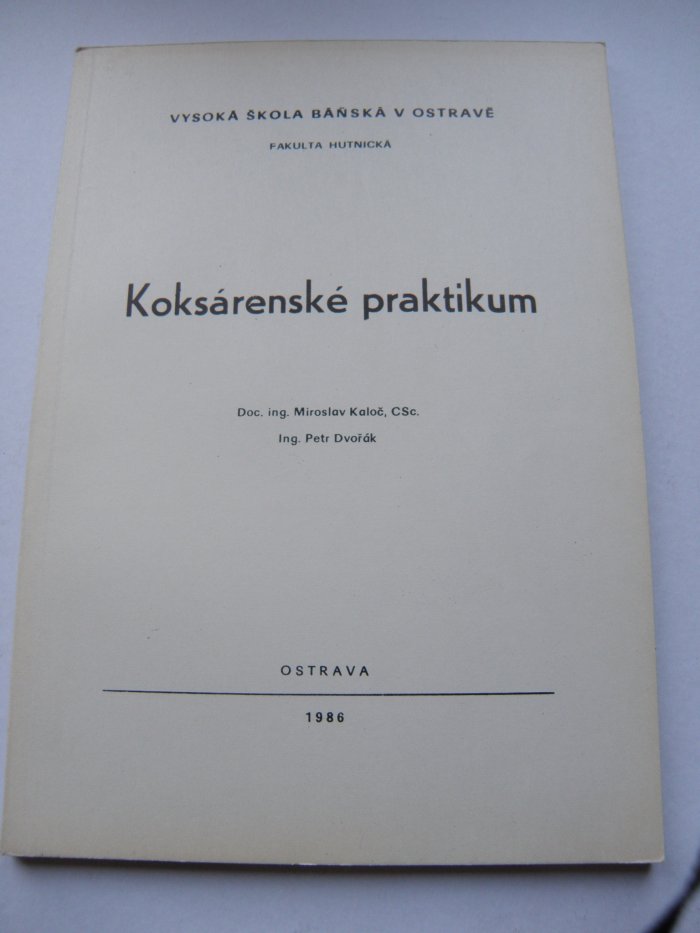 VYSOKÁ ŠKOLA BÁŇSKÁ V OSTRAVĚ
FAKULTA HUTNICKÁ
Koksárenské praktikum
Doc. ing. Miroslav Kaloč, CSc.
Ing. Petr Dvořák
OSTRAVA
1986